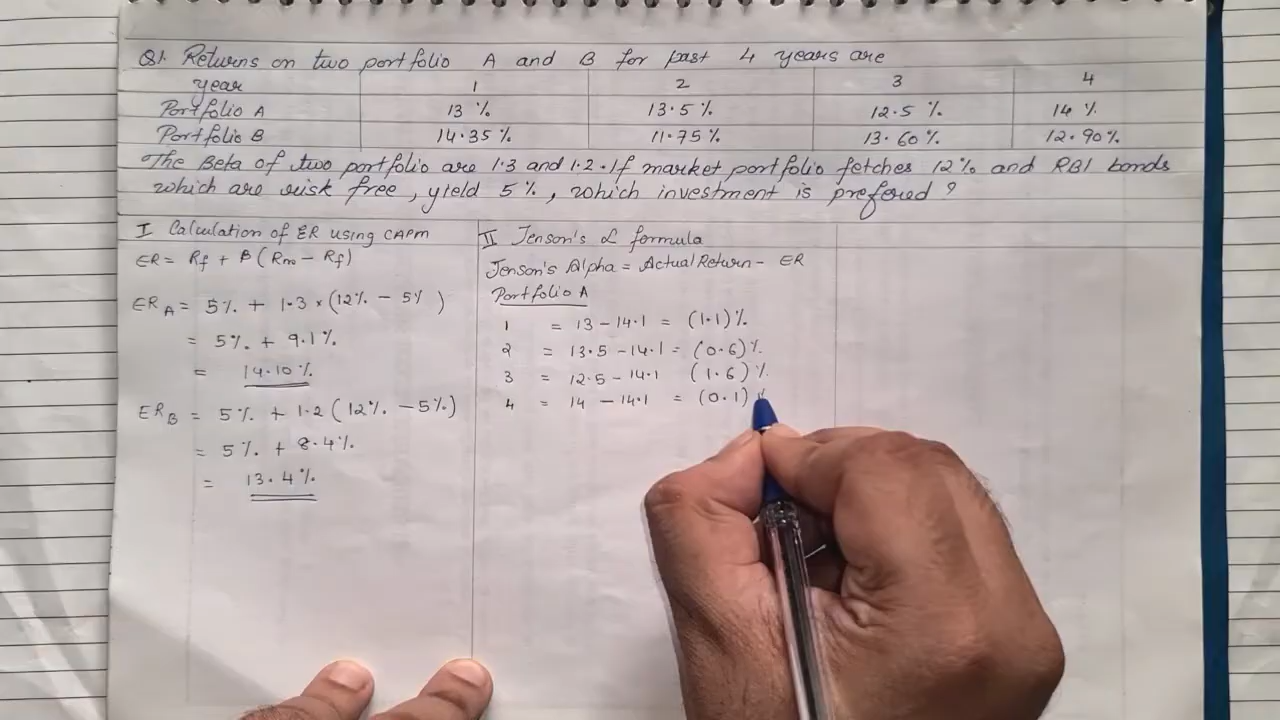 Q1. Returns on two portfolio A and B for past 4 years are
year 1 2 3 4
Portfolio A 13 % 13.5 % 12.5 % 14 %
Portfolio B 14.35 % 11.75 % 13.60 % 12.90 %
The Beta of two portfolio are 1.3 and 1.2. If market portfolio fetches 12% and RBI bonds
which are risk free, yield 5 %, which investment is prefered ?
I Calculation of ER using CAPM
ER = Rf + β (Rm - Rf)
ER A = 5% + 1.3 × (12% - 5% )
= 5% + 9.1%
= 14.10 %
ER B = 5% + 1.2 ( 12% - 5%)
= 5% + 8.4%
= 13.4 %
II Jenson's α formula
Jenson's Alpha = Actual Return - ER
Portfolio A
1 = 13 - 14.1 = (1.1) %
2 = 13.5 - 14.1 = (0.6) %
3 = 12.5 - 14.1 (1.6) %
4 = 14 - 14.1 = (0.1)